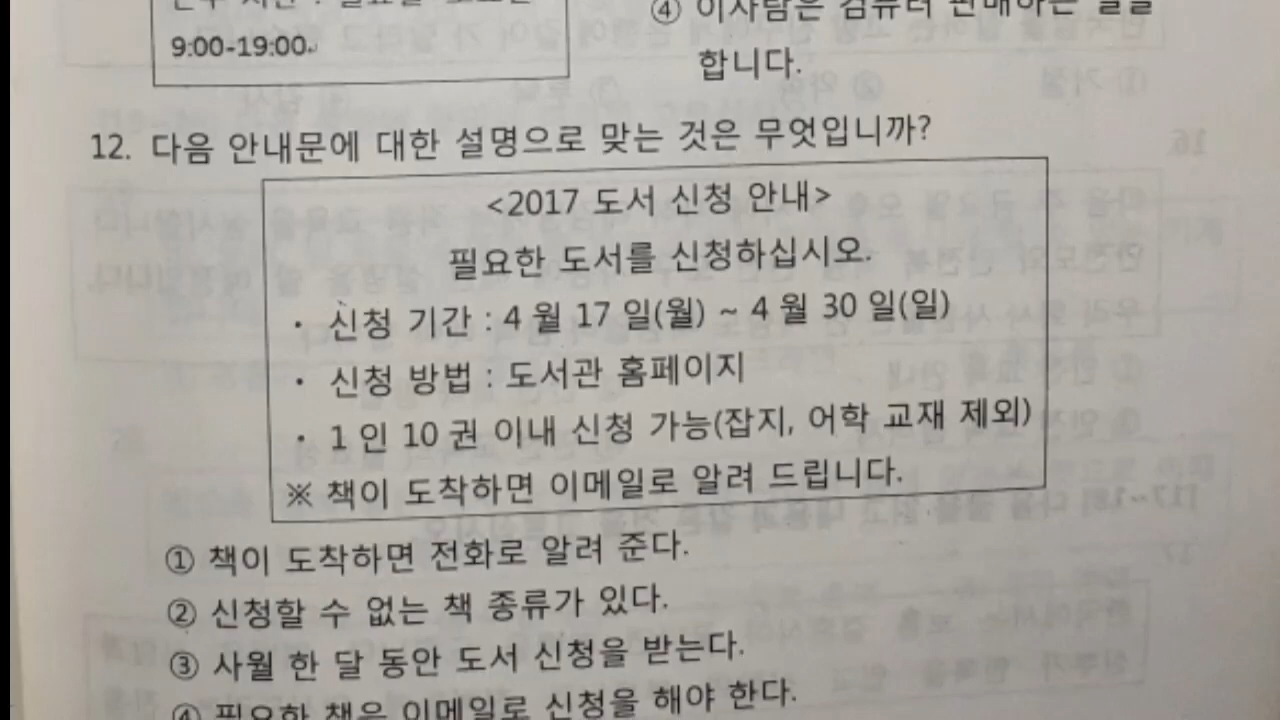 9:00-19:00.
④ 이사람은 컴퓨터 판매하는 일을
합니다.
12. 다음 안내문에 대한 설명으로 맞는 것은 무엇입니까?
<2017 도서 신청 안내>
필요한 도서를 신청하십시오.
· 신청 기간 : 4 월 17 일(월) ~ 4 월 30 일(일)
· 신청 방법 : 도서관 홈페이지
· 1 인 10 권 이내 신청 가능(잡지, 어학 교재 제외)
※ 책이 도착하면 이메일로 알려 드립니다.
① 책이 도착하면 전화로 알려 준다.
② 신청할 수 없는 책 종류가 있다.
③ 사월 한 달 동안 도서 신청을 받는다.
④ 필요한 책은 이메일로 신청을 해야 한다.